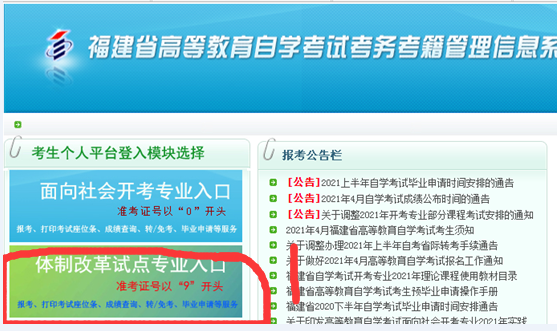 福建省高等教育自学考试考务考籍管理信息系
考生个人平台登入模块选择
面向社会开考专业入口
准考证号以“0”开头
报考、打印考试座位条、成绩查询、转/免考、毕业申请等服务
体制改革试点专业入口
准考证号以“9”开头
报考、打印考试座位条、成绩查询、转/免考、毕业申请等服务
报考公告栏
[公告]2021上半年自学考试毕业申请时间安排的通告
[公告]2021年4月自学考试成绩公布时间的通告
[公告]关于调整2021年开考专业部分课程考试安排的通知
2021年4月福建省高等教育自学考试考生须知
关于调整办理2021年上半年自考省际转考手续通告
关于做好2021年4月高等教育自学考试报名工作通知
福建省自学考试开考专业2021年理论课程使用教材目录
福建省高等教育自学考试考生预毕业申请操作手册
福建省2020下半年自学考试毕业申请时间安排通告
关于印发高等教育自学考试面向社会开考专业2021年实践